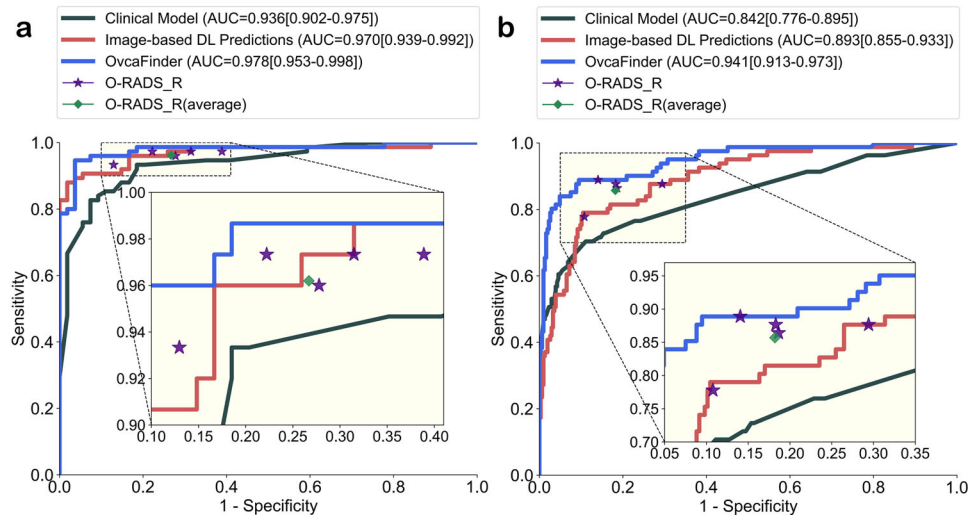 a
Clinical Model (AUC=0.936[0.902-0.975])
Image-based DL Predictions (AUC=0.970[0.939-0.992])
OvcaFinder (AUC=0.978[0.953-0.998])
O-RADS_R
O-RADS_R(average)
1.0
0.8
0.6
0.4
0.2
0.0
Sensitivity
1.00
0.98
0.96
0.94
0.92
0.90
0.10 0.15 0.20 0.25 0.30 0.35 0.40
0.0 0.2 0.4 0.6 0.8 1.0
1 - Specificity
b
Clinical Model (AUC=0.842[0.776-0.895])
Image-based DL Predictions (AUC=0.893[0.855-0.933])
OvcaFinder (AUC=0.941[0.913-0.973])
O-RADS_R
O-RADS_R(average)
1.0
0.8
0.6
0.4
0.2
0.0
Sensitivity
0.95
0.90
0.85
0.80
0.75
0.70
0.05 0.10 0.15 0.20 0.25 0.30 0.35
0.0 0.2 0.4 0.6 0.8 1.0
1 - Specificity